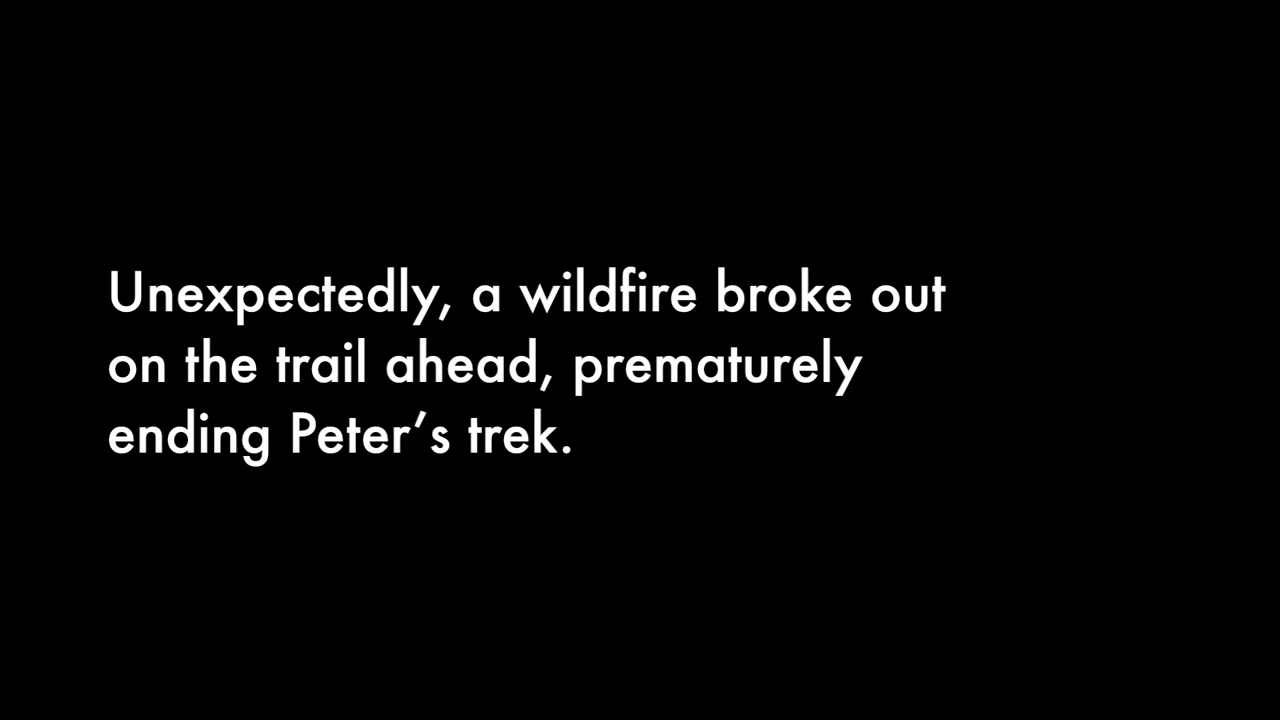 Unexpectedly, a wildfire broke out
on the trail ahead, prematurely
ending Peter’s trek.